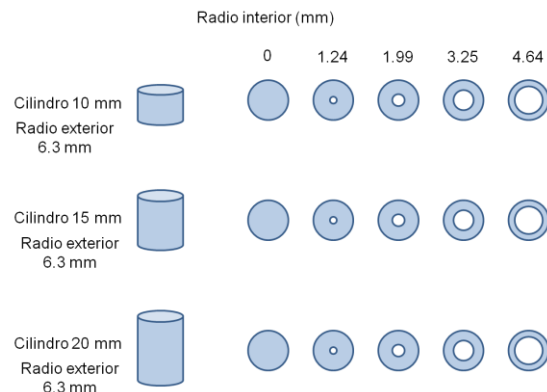 Radio interior (mm)
0 1.24 1.99 3.25 4.64
Cilindro 10 mm
Radio exterior
6.3 mm
Cilindro 15 mm
Radio exterior
6.3 mm
Cilindro 20 mm
Radio exterior
6.3 mm